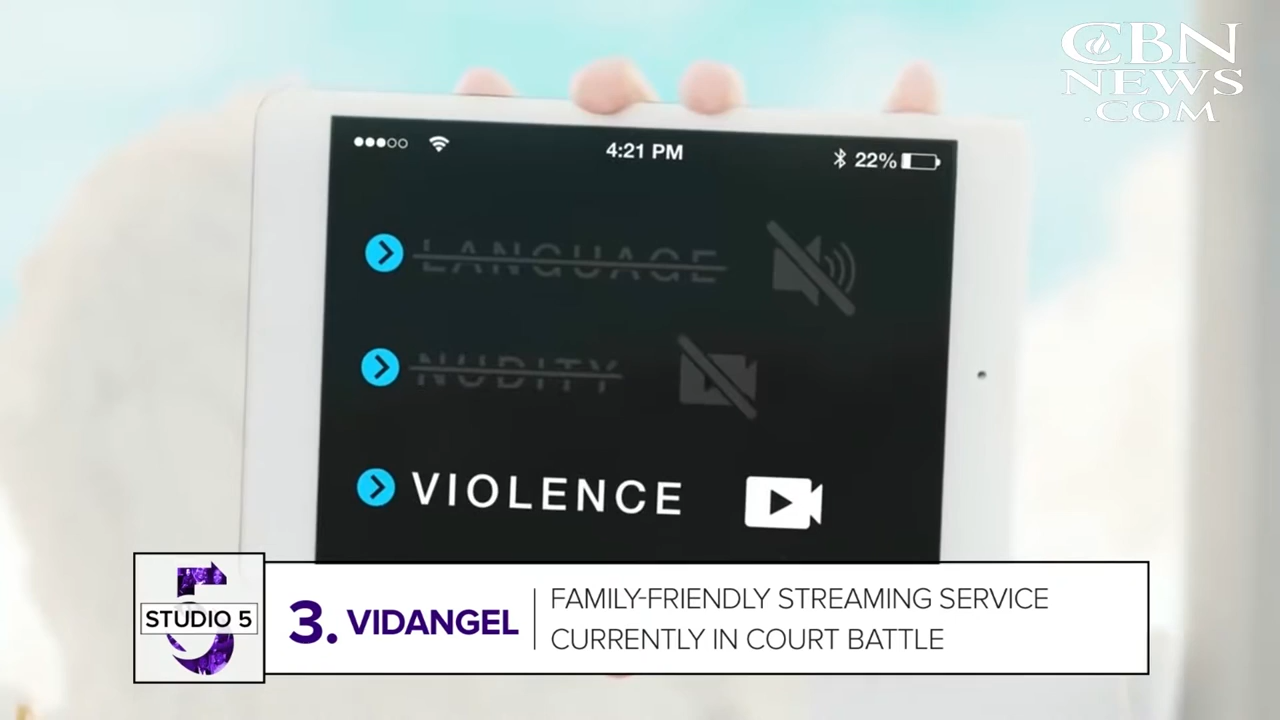 CBN
NEWS
.COM
4:21 PM
22%
LANGUAGE
NUDITY
VIOLENCE
5
STUDIO 5
3. VIDANGEL
FAMILY-FRIENDLY STREAMING SERVICE
CURRENTLY IN COURT BATTLE